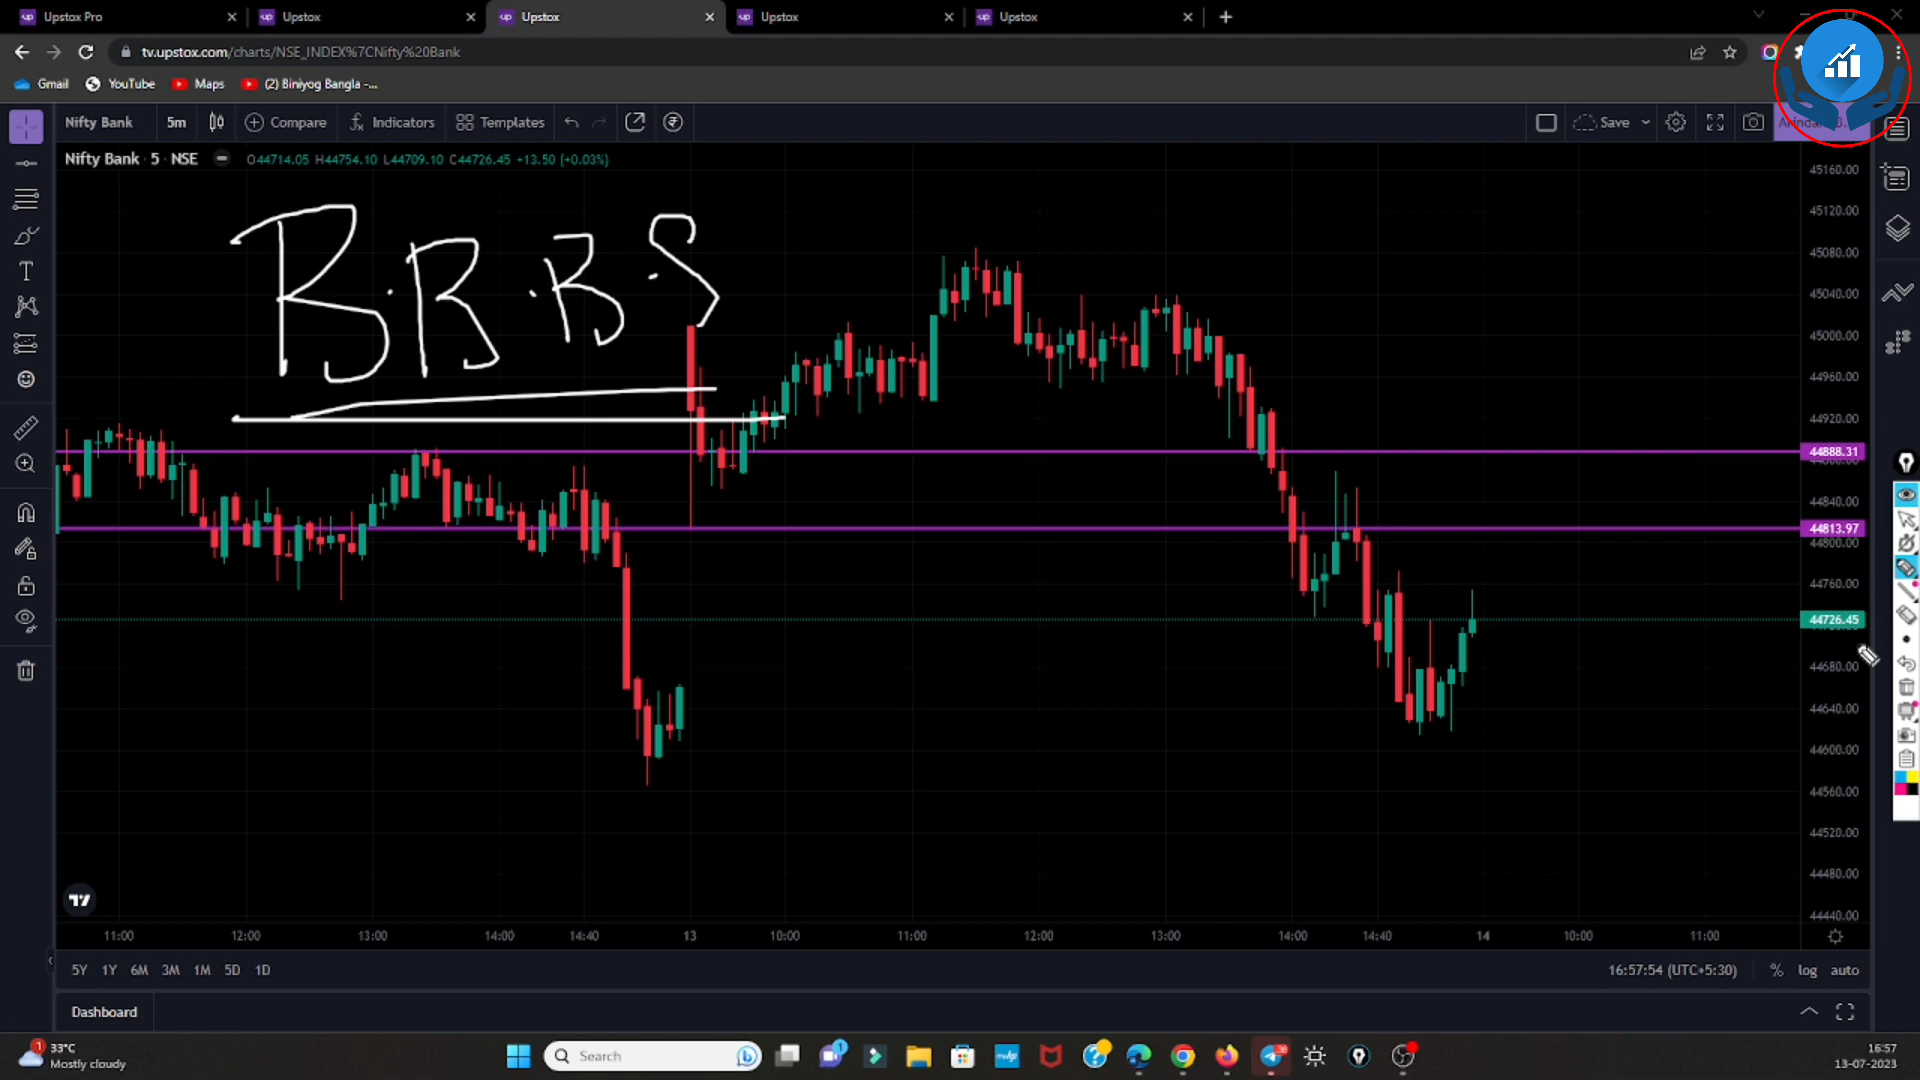 Upstox Pro Upstox Upstox Upstox Upstox
tv.upstox.com/charts/NSE_INDEX%7CNifty%20Bank
Gmail YouTube Maps (2) Biniyog Bangla -...
Nifty Bank 5m Compare Indicators Templates Save
Nifty Bank · 5 · NSE O44714.05 H44754.10 L44709.10 C44726.45 +13.50 (+0.03%)
B.B.B.S
45160.00
45120.00
45080.00
45040.00
45000.00
44960.00
44920.00
44888.31
44840.00
44813.97
44800.00
44760.00
44726.45
44680.00
44640.00
44600.00
44560.00
44520.00
44480.00
44440.00
11:00 12:00 13:00 14:00 14:40 13 10:00 11:00 12:00 13:00 14:00 14:40 14 10:00 11:00
5Y 1Y 6M 3M 1M 5D 1D 16:57:54 (UTC+5:30) % log auto
Dashboard
33°C
Mostly cloudy
Search
16:57
13-07-2023